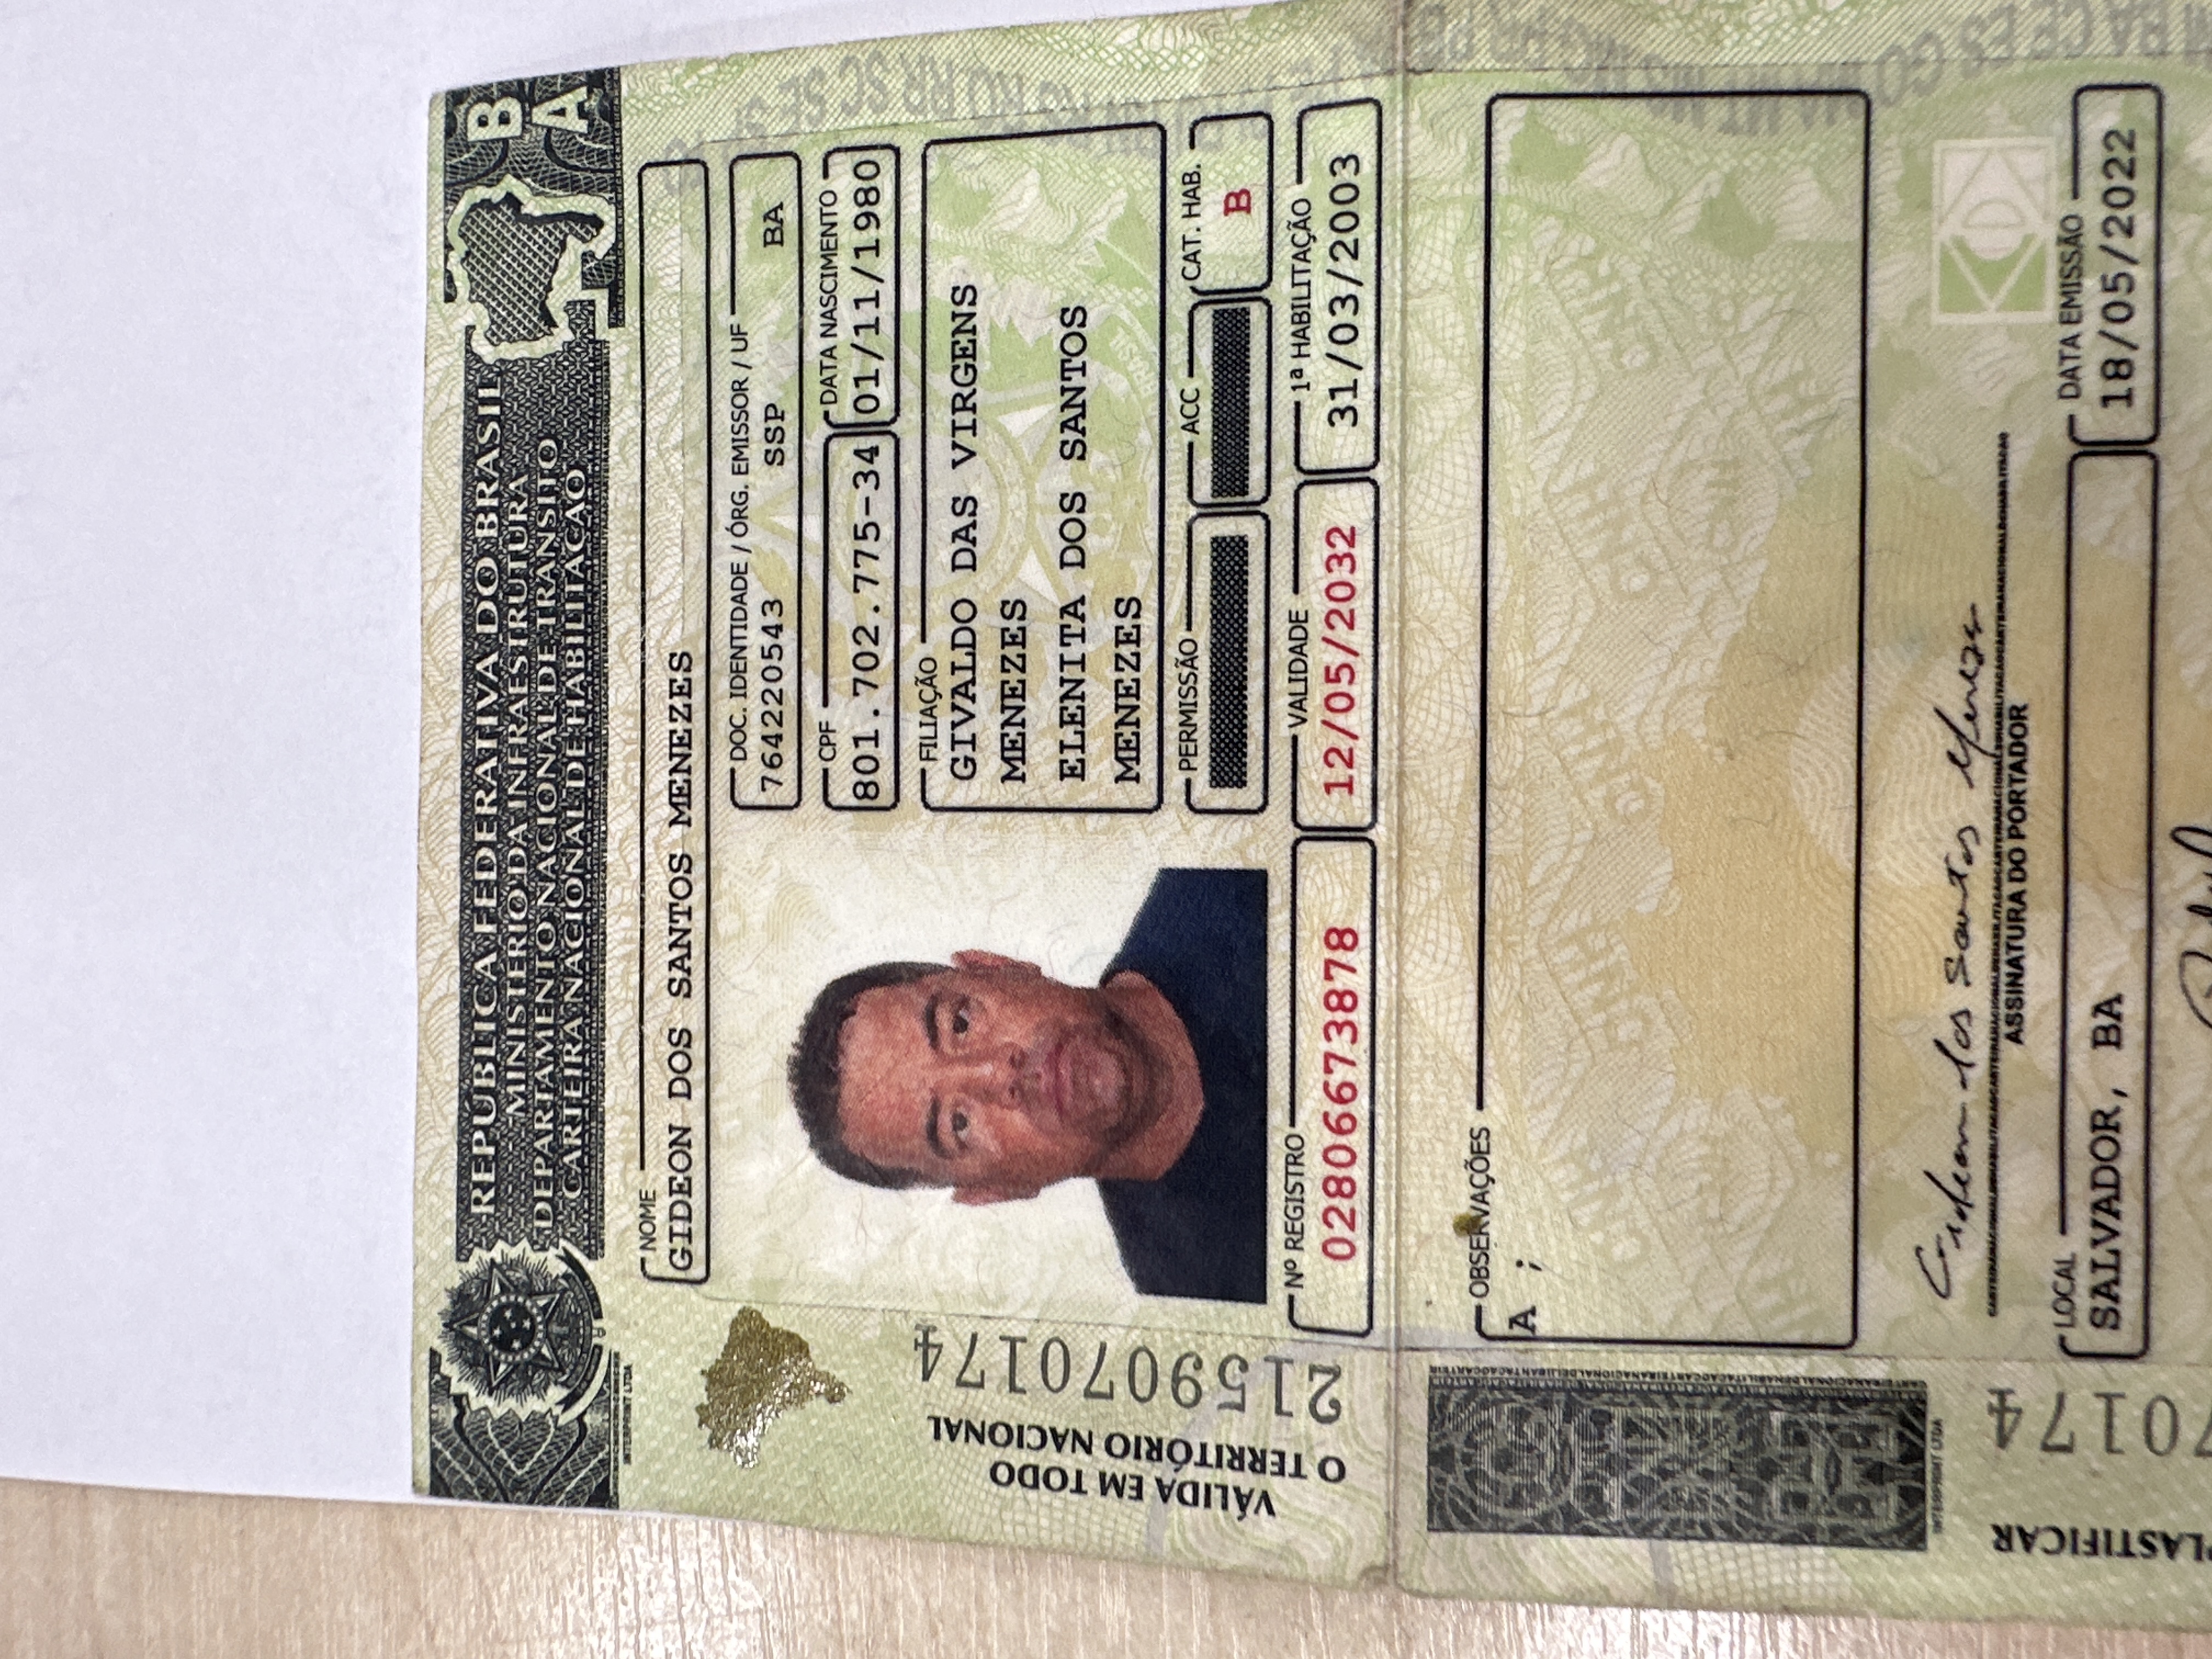 REPÚBLICA FEDERATIVA DO BRASIL
MINISTÉRIO DA INFRAESTRUTURA
DEPARTAMENTO NACIONAL DE TRÂNSITO
CARTEIRA NACIONAL DE HABILITAÇÃO
B
A
INTERPRINT LTDA
NOME
GIDEON DOS SANTOS MENEZES
DOC. IDENTIDADE / ÓRG. EMISSOR / UF
764220543 SSP BA
CPF
801.702.775-34
DATA NASCIMENTO
01/11/1980
FILIAÇÃO
GIVALDO DAS VIRGENS
MENEZES
ELENITA DOS SANTOS
MENEZES
PERMISSÃO
ACC
CAT. HAB.
B
Nº REGISTRO
02806673878
VALIDADE
12/05/2032
1ª HABILITAÇÃO
31/03/2003
VÁLIDA EM TODO
O TERRITÓRIO NACIONAL
2159070174
OBSERVAÇÕES
A ;
INTERPRINT LTDA
Gideon dos Santos Menezes
ASSINATURA DO PORTADOR
LOCAL
SALVADOR, BA
DATA EMISSÃO
18/05/2022
PLASTIFICAR
70174